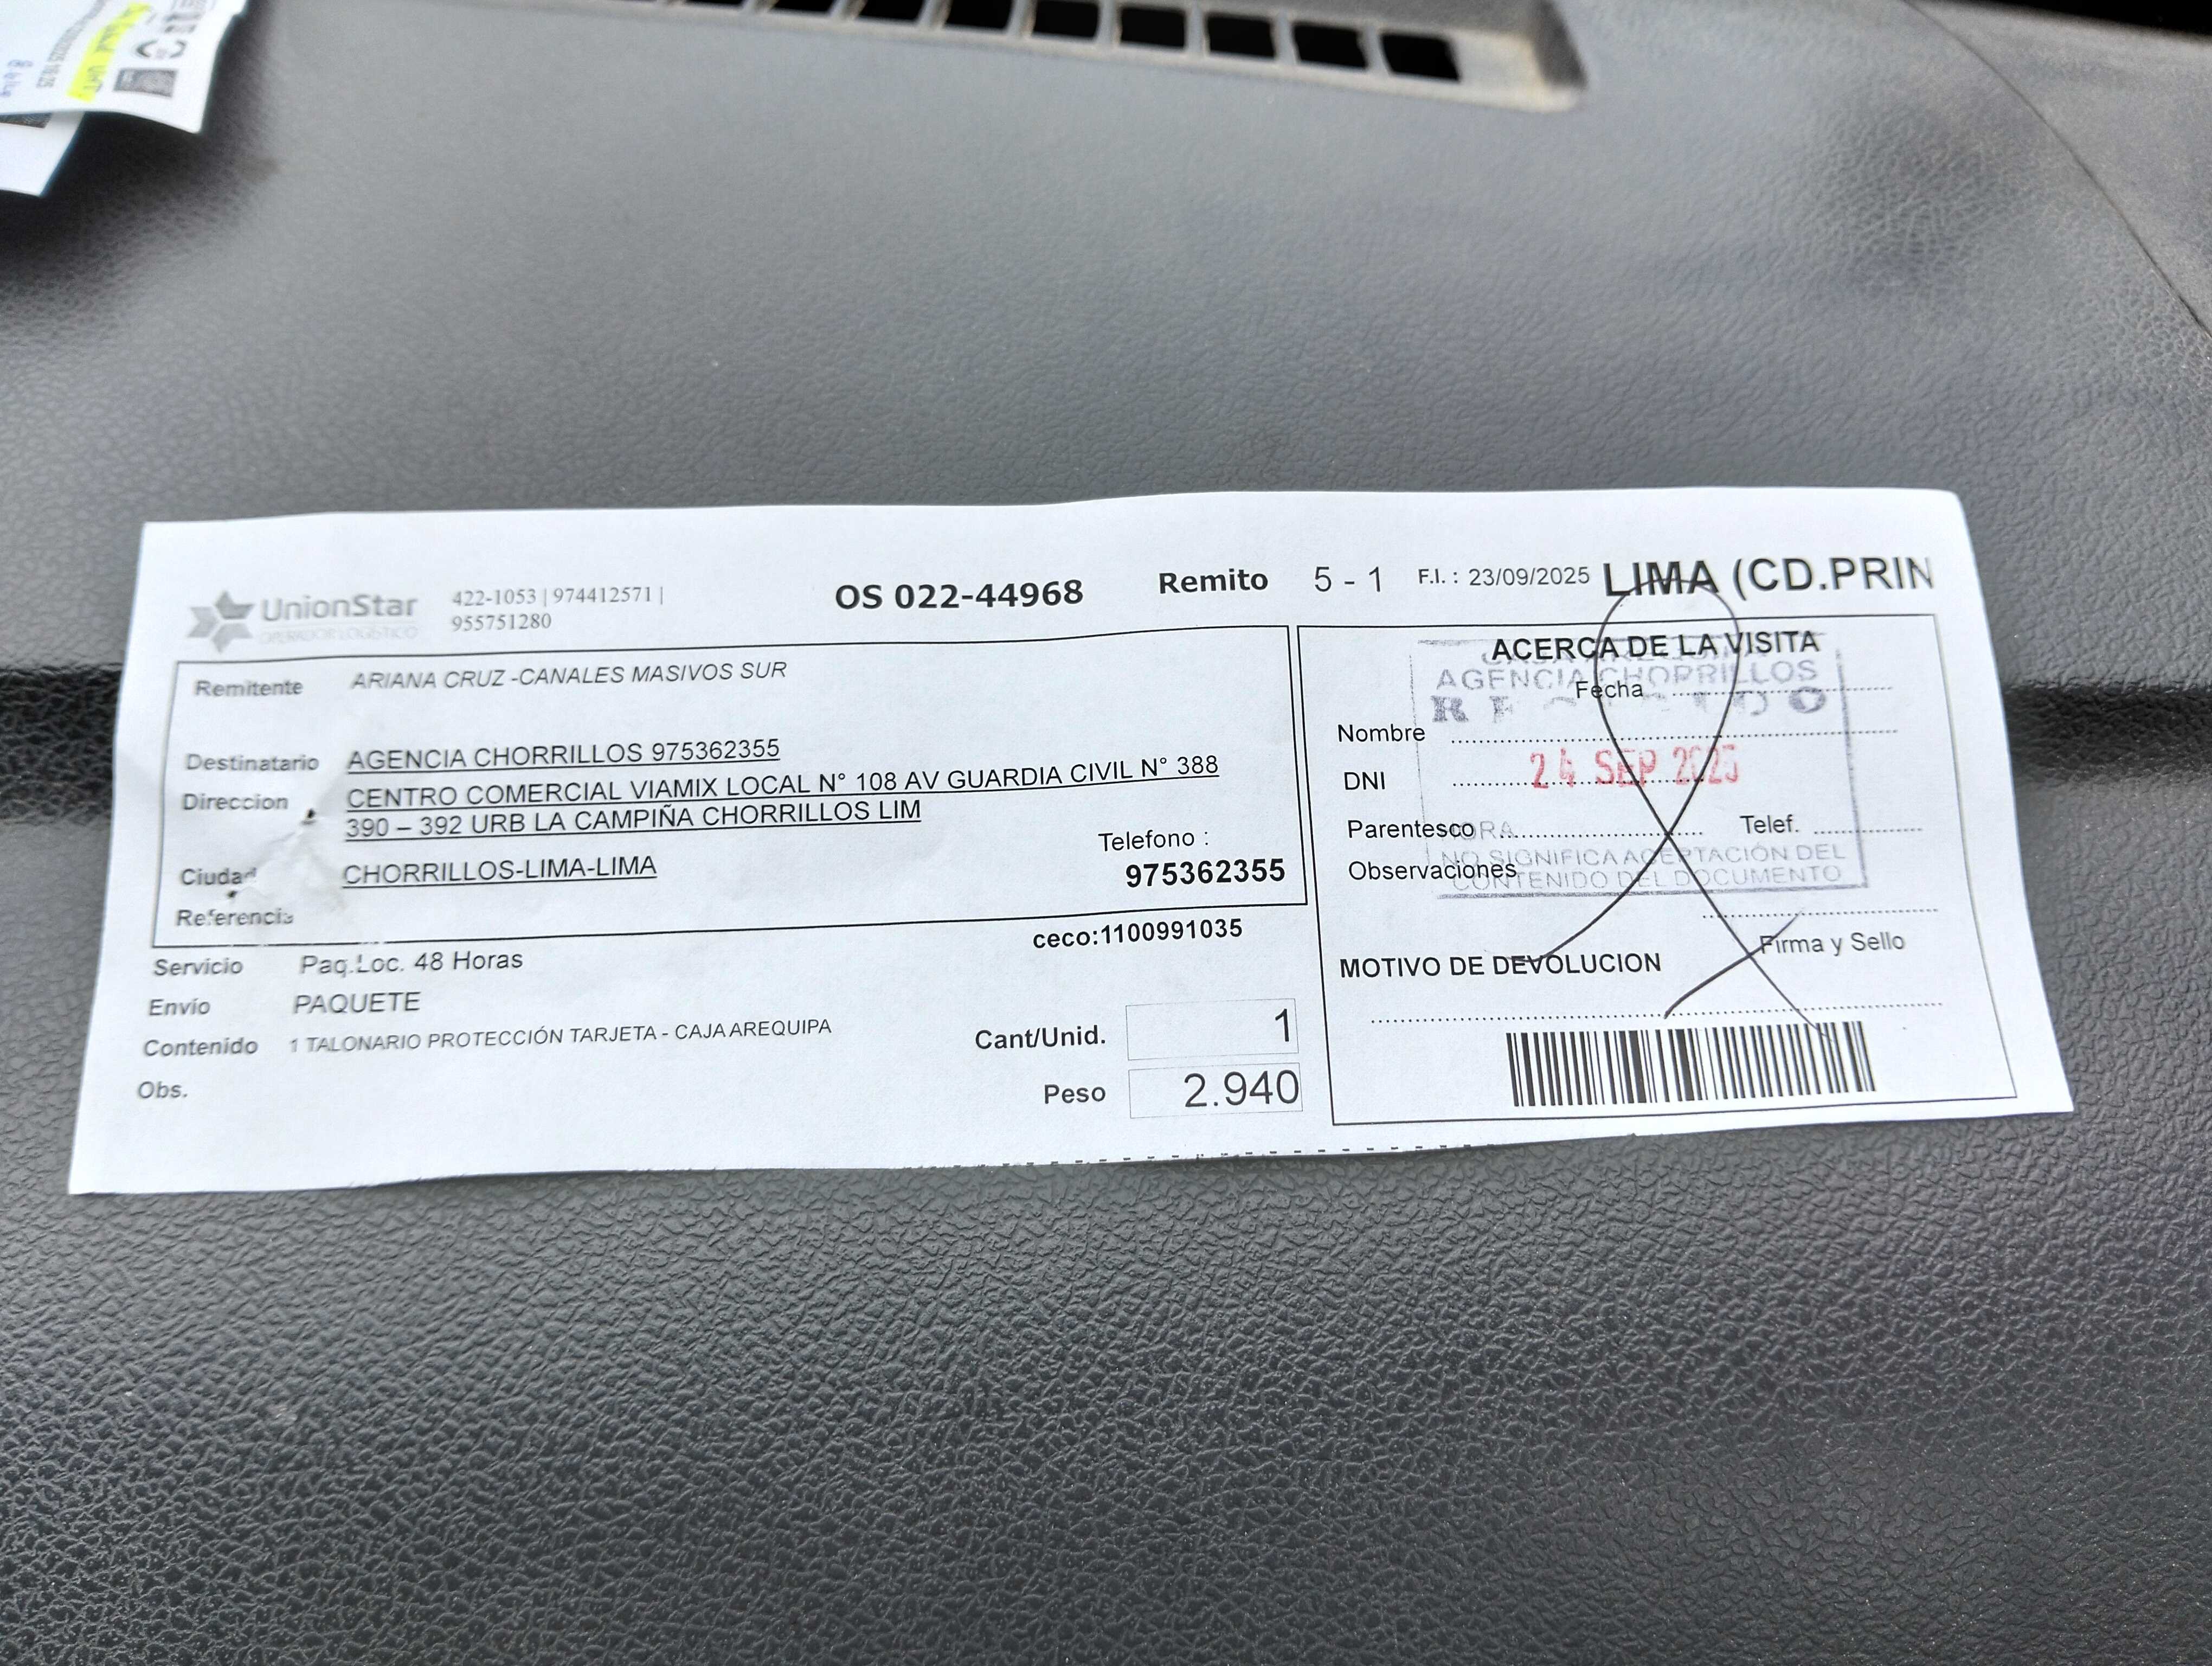 UnionStar
OPERADOR LOGISTICO
422-1053 | 974412571 |
955751280
OS 022-44968
Remito 5 - 1
F.I. : 23/09/2025
LIMA (CD.PRIN
Remitente ARIANA CRUZ -CANALES MASIVOS SUR
Destinatario AGENCIA CHORRILLOS 975362355
Direccion CENTRO COMERCIAL VIAMIX LOCAL N° 108 AV GUARDIA CIVIL N° 388
390 – 392 URB LA CAMPIÑA CHORRILLOS LIM
Telefono :
975362355
Ciudad CHORRILLOS-LIMA-LIMA
Referencia
ceco:1100991035
Servicio Paq.Loc. 48 Horas
Envío PAQUETE
Contenido 1 TALONARIO PROTECCIÓN TARJETA - CAJA AREQUIPA
Obs.
Cant/Unid. 1
Peso 2.940
ACERCA DE LA VISITA
AGENCIA CHORRILLOS
Fecha
Nombre
24 SEP 2025
DNI
Parentesco
Telef.
Observaciones
NO SIGNIFICA ACEPTACIÓN DEL
CONTENIDO DEL DOCUMENTO
Firma y Sello
MOTIVO DE DEVOLUCION